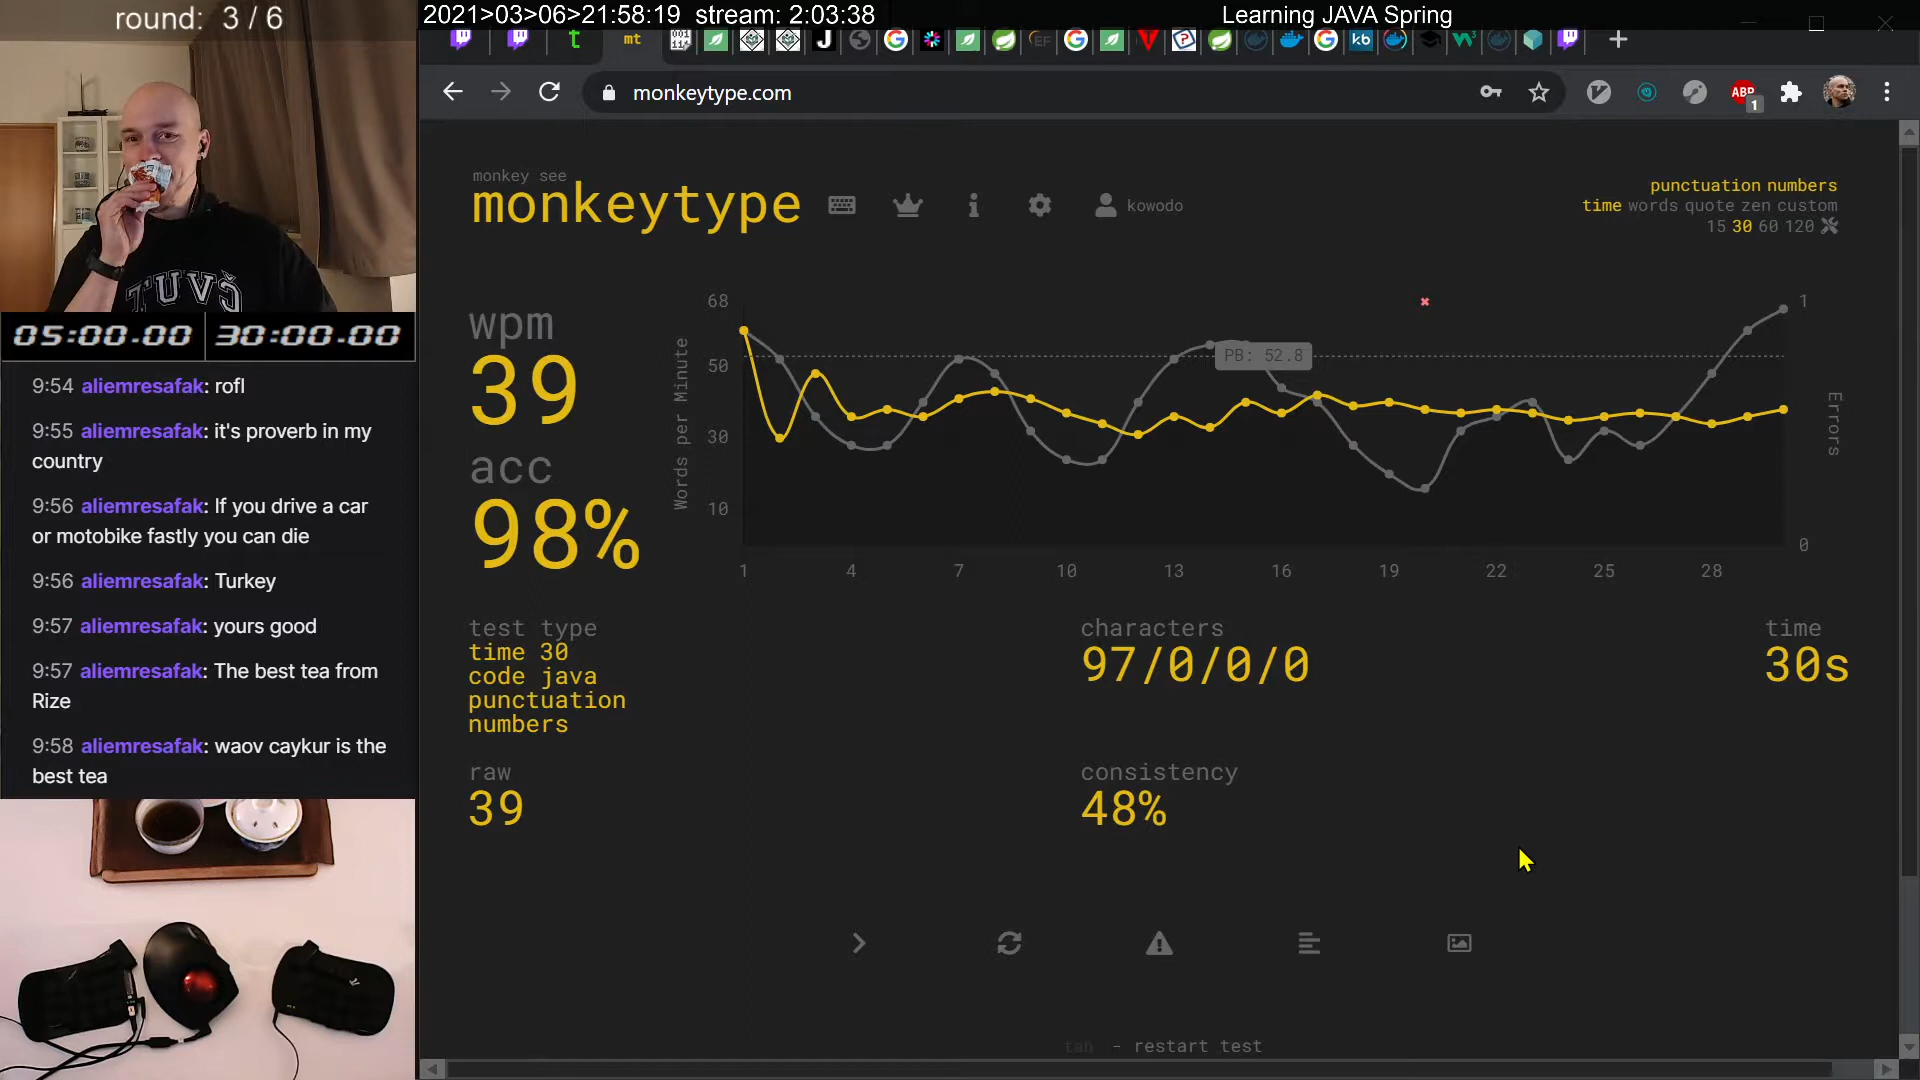 round: 3 / 6
2021>03>06>21:58:19 stream: 2:03:38
Learning JAVA Spring
monkeytype.com
ABP
1
monkey see
monkeytype
kowodo
punctuation numbers
time words quote zen custom
15 30 60 120
TUVŠ
05:00.00 30:00.00
9:54 aliemresafak: rofl
9:55 aliemresafak: it's proverb in my
country
9:56 aliemresafak: If you drive a car
or motobike fastly you can die
9:56 aliemresafak: Turkey
9:57 aliemresafak: yours good
9:57 aliemresafak: The best tea from
Rize
9:58 aliemresafak: waov caykur is the
best tea
wpm
39
acc
98%
Words per Minute
68
50
30
10
PB: 52.8
1
0
Errors
1 4 7 10 13 16 19 22 25 28
test type
time 30
code java
punctuation
numbers
characters
97/0/0/0
time
30s
raw
39
consistency
48%
tab - restart test